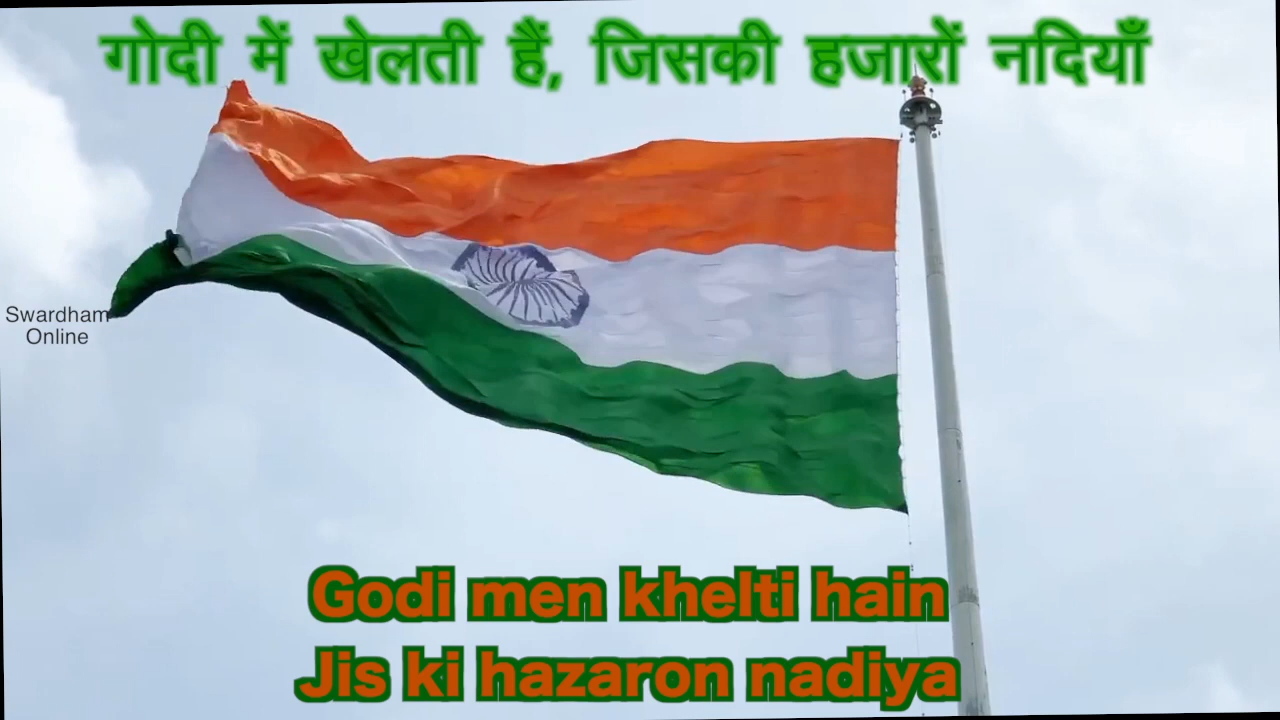 गोदी में खेलती हैं, जिसकी हजारों नदियाँ
Swardham
Online
Godi men khelti hain
Jis ki hazaron nadiya